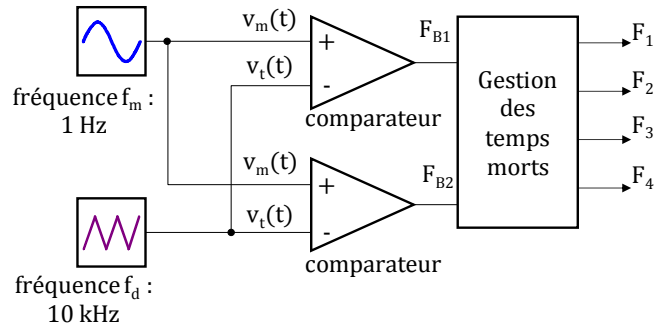 v_m(t)
+
F_B1
F_1
v_t(t)
-
fréquence f_m :
1 Hz
comparateur
Gestion
des
temps
morts
F_2
F_3
F_4
v_m(t)
+
F_B2
v_t(t)
-
comparateur
fréquence f_d :
10 kHz